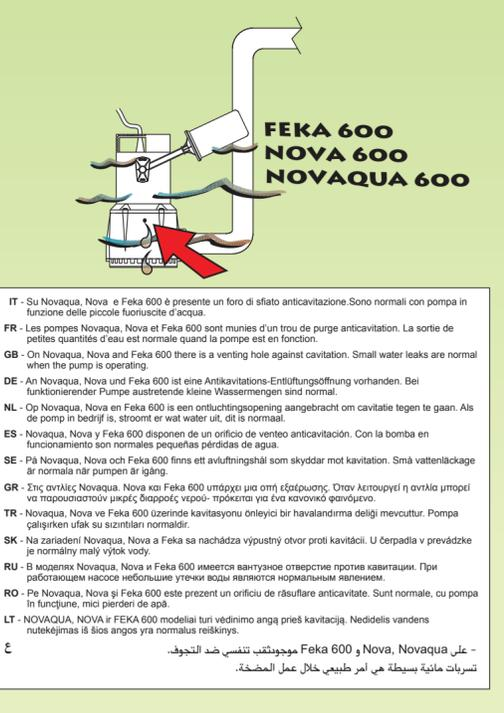 FEKA 600
NOVA 600
NOVAQUA 600
IT - Su Novaqua, Nova e Feka 600 è presente un foro di sfiato anticavitazione.Sono normali con pompa in
funzione delle piccole fuoriuscite d'acqua.
FR - Les pompes Novaqua, Nova et Feka 600 sont munies d'un trou de purge anticavitation. La sortie de
petites quantités d'eau est normale quand la pompe est en fonction.
GB - On Novaqua, Nova and Feka 600 there is a venting hole against cavitation. Small water leaks are normal
when the pump is operating.
DE - An Novaqua, Nova und Feka 600 ist eine Antikavitations-Entlüftungsöffnung vorhanden. Bei
funktionierender Pumpe austretende kleine Wassermengen sind normal.
NL - Op Novaqua, Nova en Feka 600 is een ontluchtingsopening aangebracht om cavitatie tegen te gaan. Als
de pomp in bedrijf is, stroomt er wat water uit, dit is normaal.
ES - Novaqua, Nova y Feka 600 disponen de un orificio de venteo anticavitación. Con la bomba en
funcionamiento son normales pequeñas pérdidas de agua.
SE - På Novaqua, Nova och Feka 600 finns ett avluftningshål som skyddar mot kavitation. Små vattenläckage
är normala när pumpen är igång.
GR - Στις αντλίες Novaqua, Nova και Feka 600 υπάρχει μια οπή εξαέρωσης. Όταν λειτουργεί η αντλία μπορεί
να παρουσιαστούν μικρές διαρροές νερού- πρόκειται για ένα κανονικό φαινόμενο.
TR - Novaqua, Nova ve Feka 600 üzerinde kavitasyonu önleyici bir havalandırma deliği mevcuttur. Pompa
çalışırken ufak su sızıntıları normaldir.
SK - Na zariadení Novaqua, Nova a Feka sa nachádza výpustný otvor proti kavitácii. U čerpadla v prevádzke
je normálny malý výtok vody.
RU - В моделях Novaqua, Nova и Feka 600 имеется вантузное отверстие против кавитации. При
работающем насосе небольшие утечки воды являются нормальным явлением.
RO - Pe Novaqua, Nova şi Feka 600 este prezent un orificiu de răsuflare anticavitate. Sunt normale, cu pompa
în funcţiune, mici pierderi de apă.
LT - NOVAQUA, NOVA ir FEKA 600 modeliai turi vėdinimo angą prieš kavitaciją. Nedidelis vandens
nutekėjimas iš šios angos yra normalus reiškinys.
ع - على Nova, Novaqua و Feka 600 موجودثقب تنفسي ضد التجوف.
تسربات مائية بسيطة هي أمر طبيعي خلال عمل المضخة.